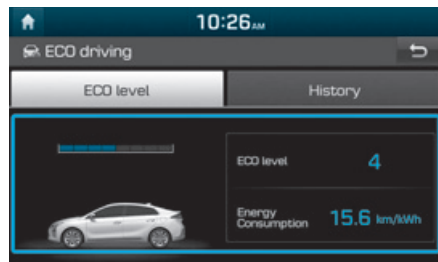 10:26AM
ECO driving
ECO level
History
ECO level 4
Energy
Consumption 15.6 km/kWh